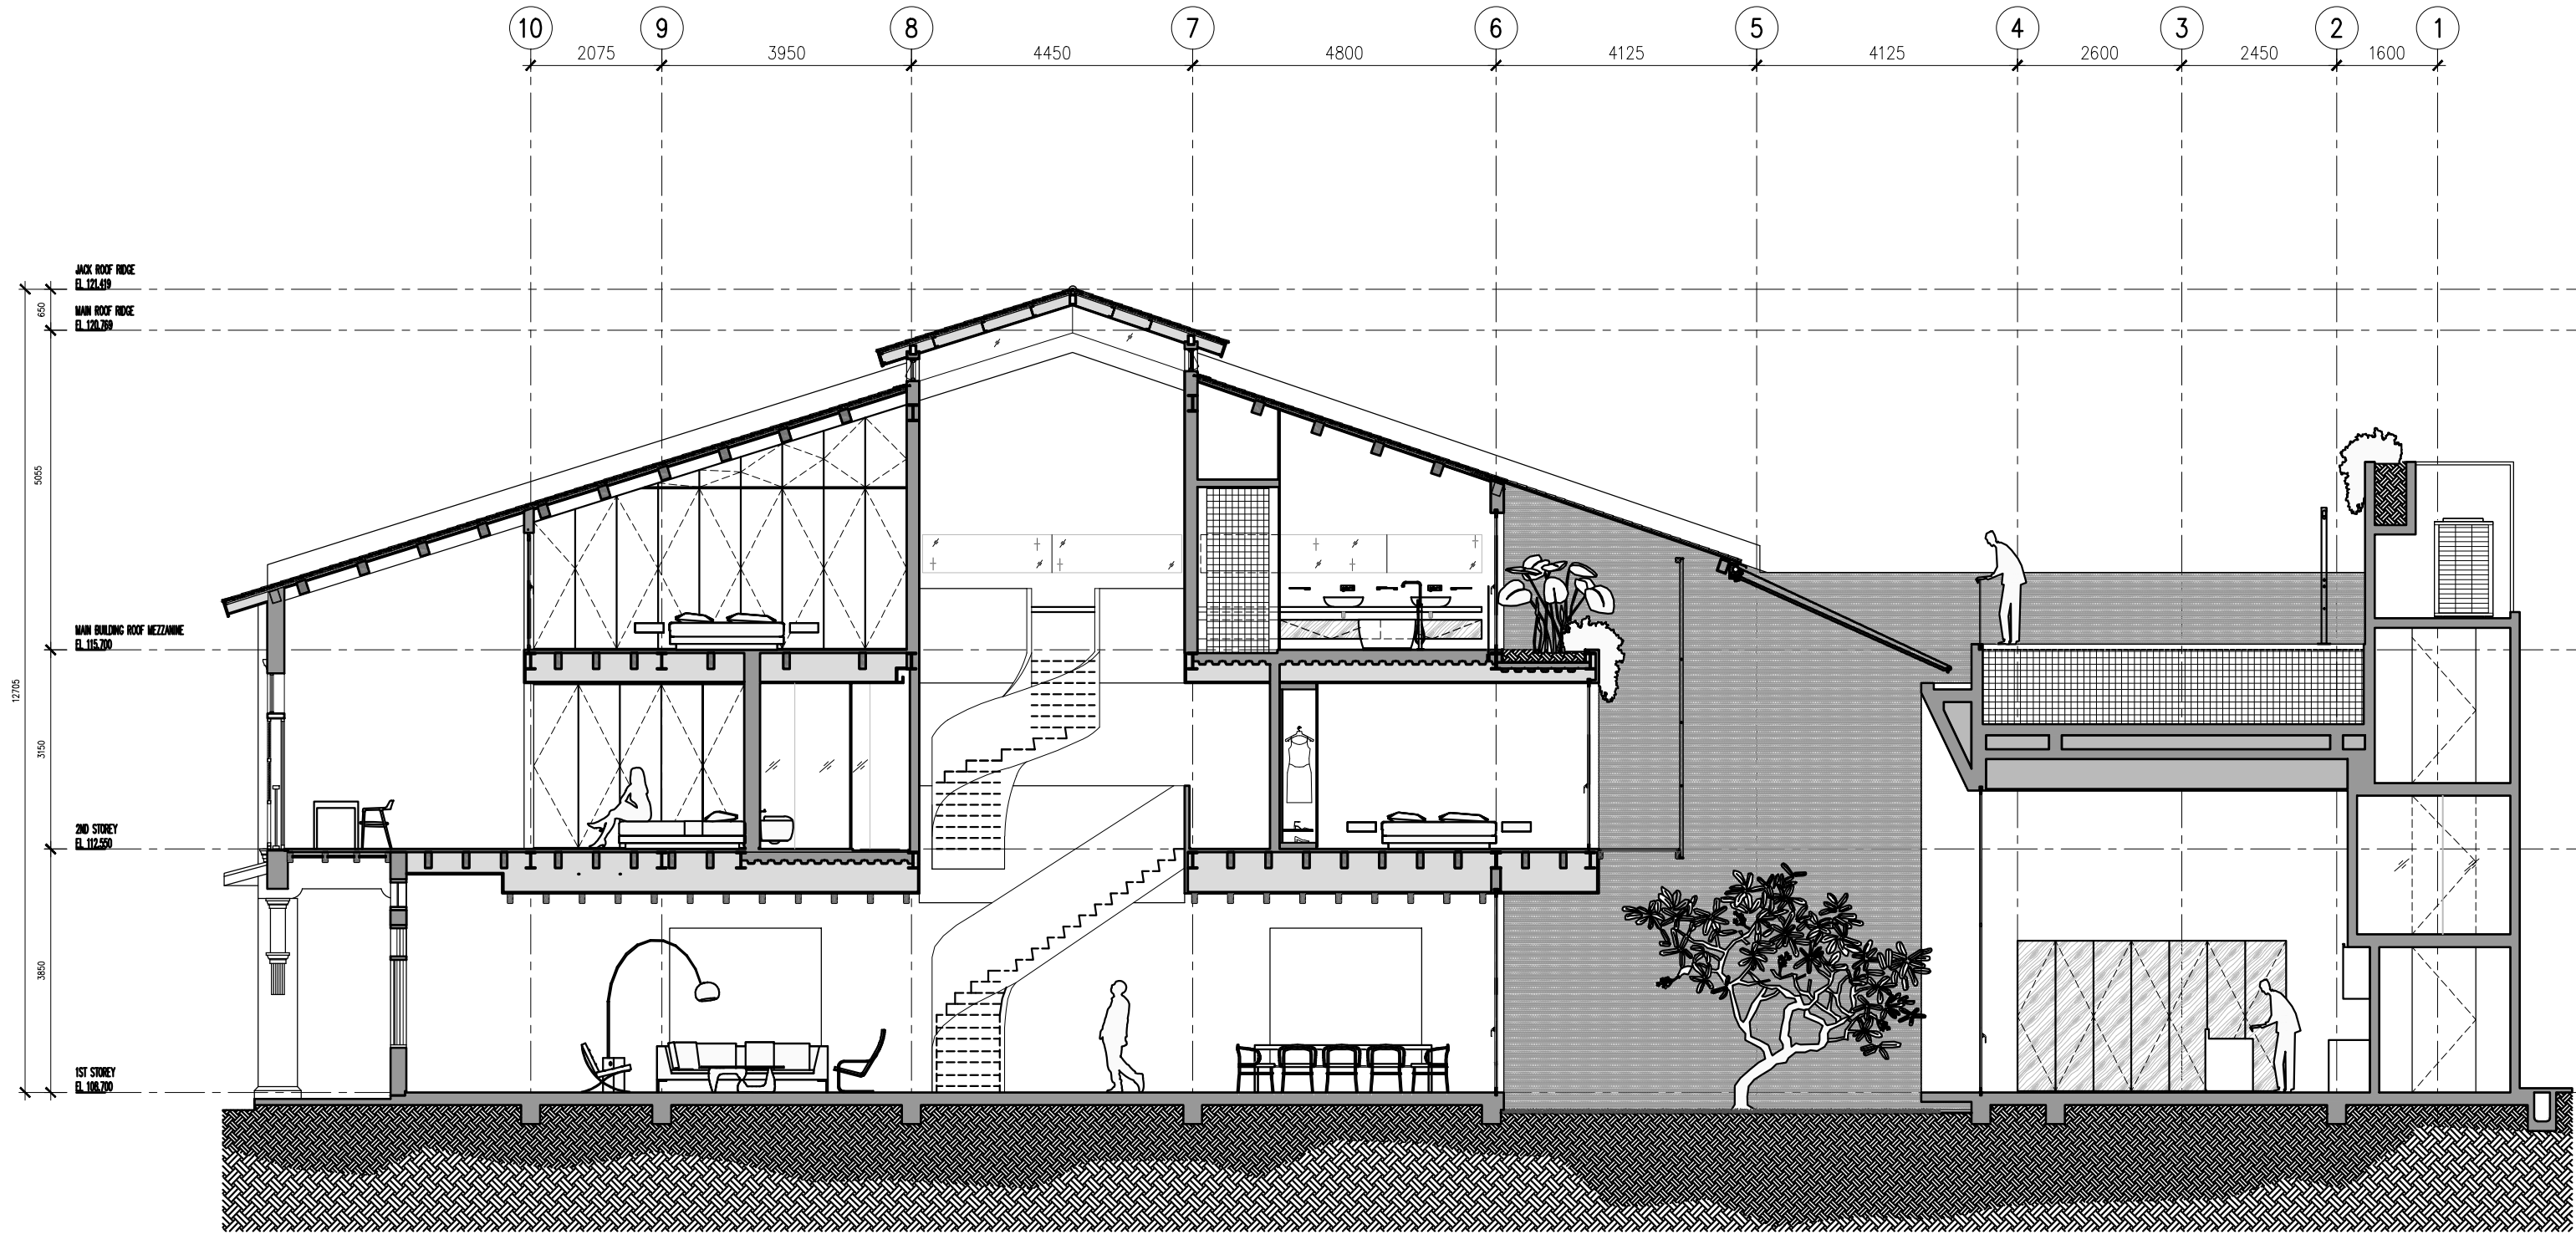 10 9 8 7 6 5 4 3 2 1
2075 3950 4450 4800 4125 4125 2600 2450 1600
JACK ROOF RIDGE
EL 121.419
650
MAIN ROOF RIDGE
EL 120.769
5055
MAIN BUILDING ROOF MEZZANINE
EL 115.700
12705
3150
2ND STOREY
EL 112.550
3850
1ST STOREY
EL 108.700